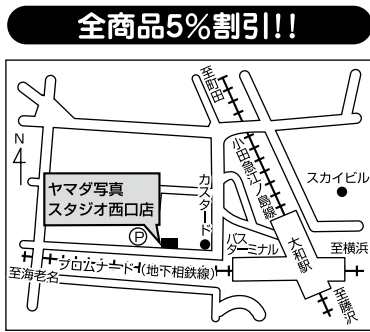 全商品5%割引!!
至町田
小田急江ノ島線
N
スカイビル
カスタード
ヤマダ写真
スタジオ西口店
P
バス
ターミナル
大和駅
至横浜
至海老名
プロムナード(地下相鉄線)
至藤沢